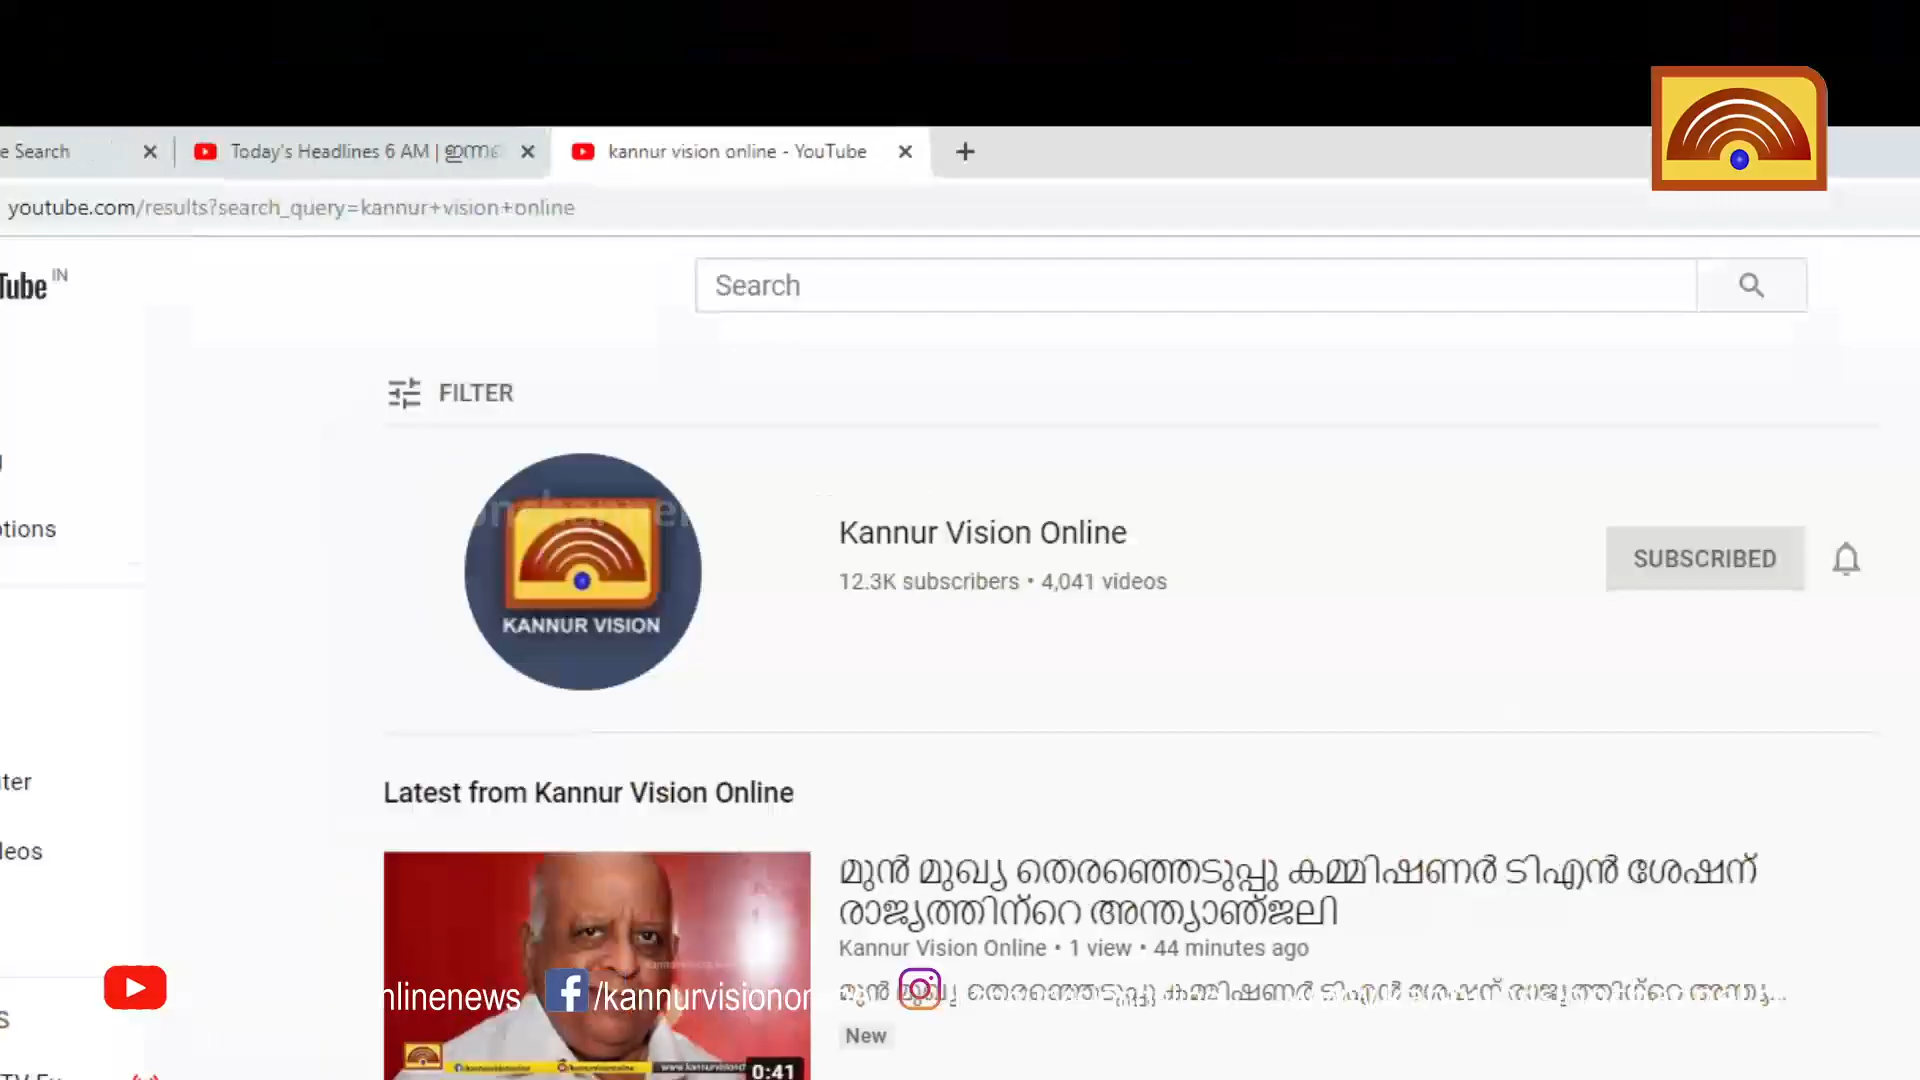 e Search
Today's Headlines 6 AM | ഇന്നത്
kannur vision online - YouTube
youtube.com/results?search_query=kannur+vision+online
Tube IN
Search
FILTER
KANNUR VISION
Kannur Vision Online
12.3K subscribers • 4,041 videos
SUBSCRIBED
Latest from Kannur Vision Online
മുൻ മുഖ്യ തെരഞ്ഞെടുപ്പു കമ്മിഷണർ ടിഎൻ ശേഷന്
രാജ്യത്തിന്റെ അന്ത്യാഞ്ജലി
Kannur Vision Online • 1 view • 44 minutes ago
nlinenews
/kannurvisionon
New
0:41